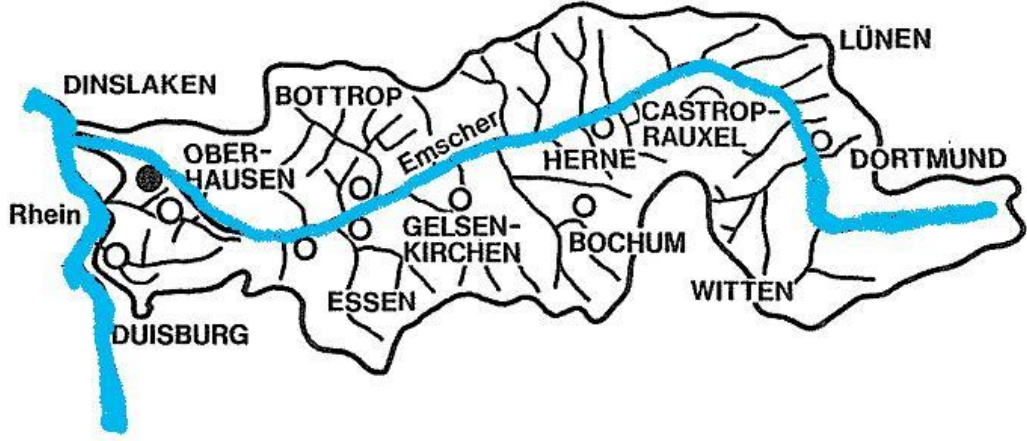 LÜNEN
DINSLAKEN
BOTTROP
CASTROP-
RAUXEL
Emscher
OBER-
HAUSEN
HERNE
DORTMUND
Rhein
GELSEN-
KIRCHEN
BOCHUM
ESSEN
WITTEN
DUISBURG